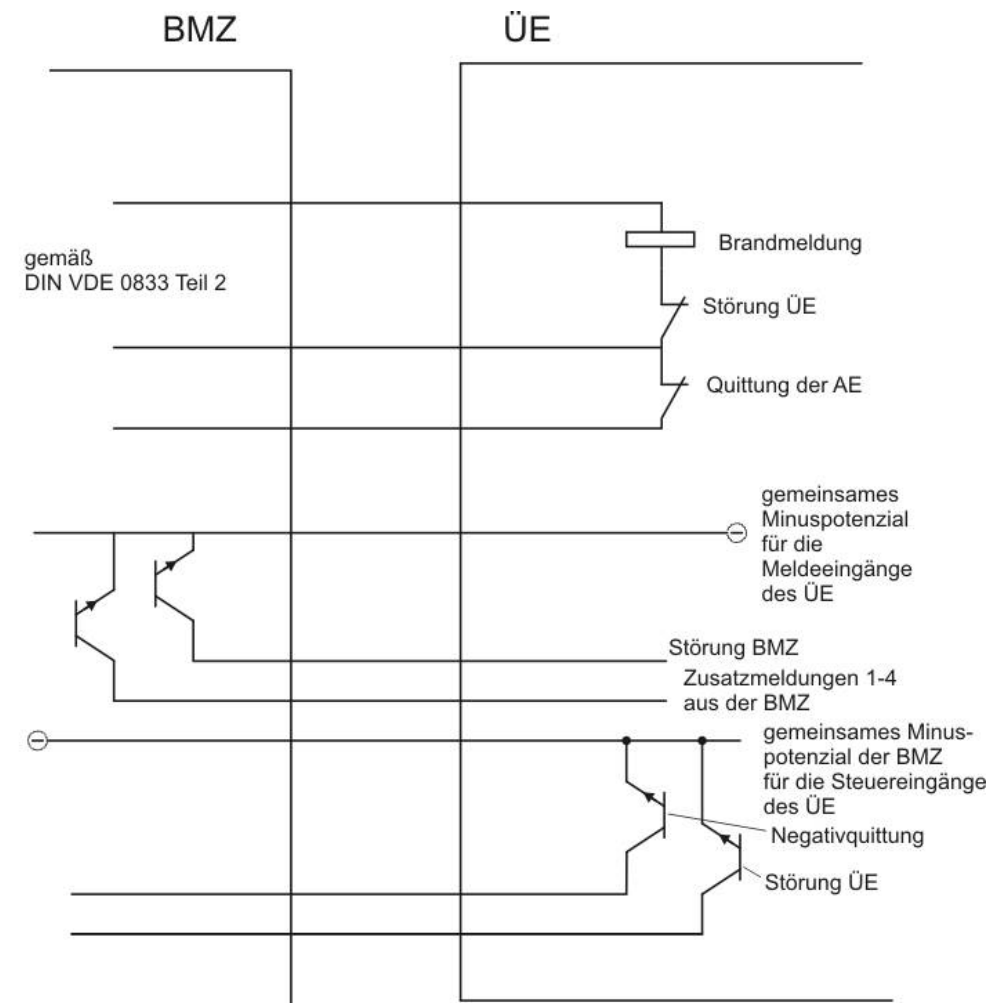 BMZ
ÜE
gemäß
DIN VDE 0833 Teil 2
Brandmeldung
Störung ÜE
Quittung der AE
gemeinsames
Minuspotenzial
für die
Meldeeingänge
des ÜE
Störung BMZ
Zusatzmeldungen 1-4
aus der BMZ
gemeinsames Minus-
potenzial der BMZ
für die Steuereingänge
des ÜE
Negativquittung
Störung ÜE